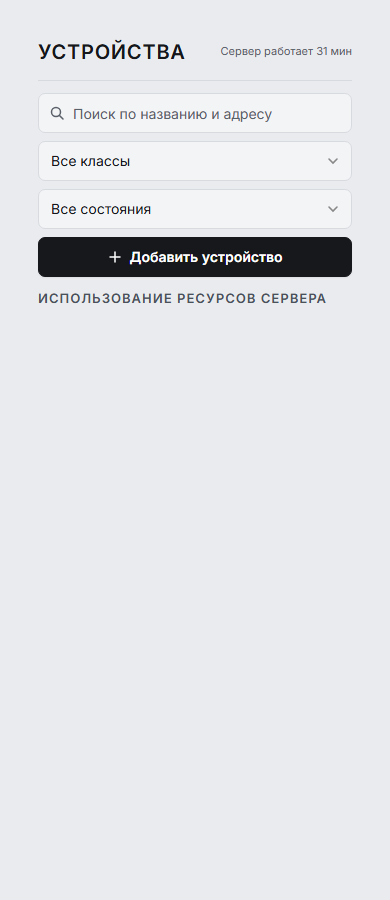 УСТРОЙСТВА
Сервер работает 31 мин
Поиск по названию и адресу
Все классы
Все состояния
Добавить устройство
ИСПОЛЬЗОВАНИЕ РЕСУРСОВ СЕРВЕРА